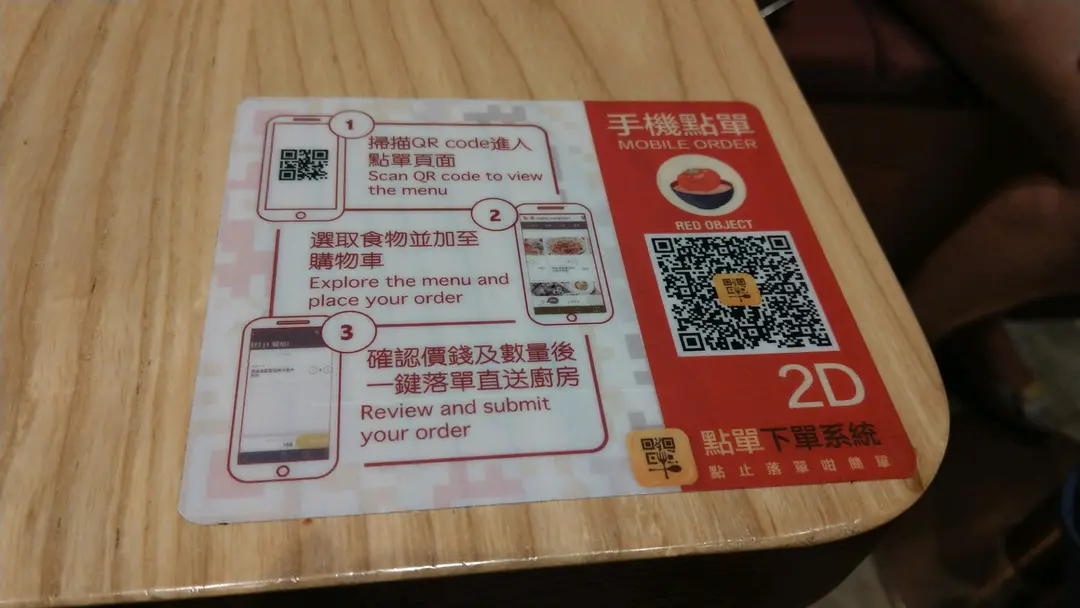 1
掃描QR code進入
點單頁面
Scan QR code to view
the menu
2
選取食物並加至
購物車
Explore the menu and
place your order
3
確認價錢及數量後
一鍵落單直送廚房
Review and submit
your order
手機點單
MOBILE ORDER
RED OBJECT
2D
點單下單系統
點止落單咁簡單